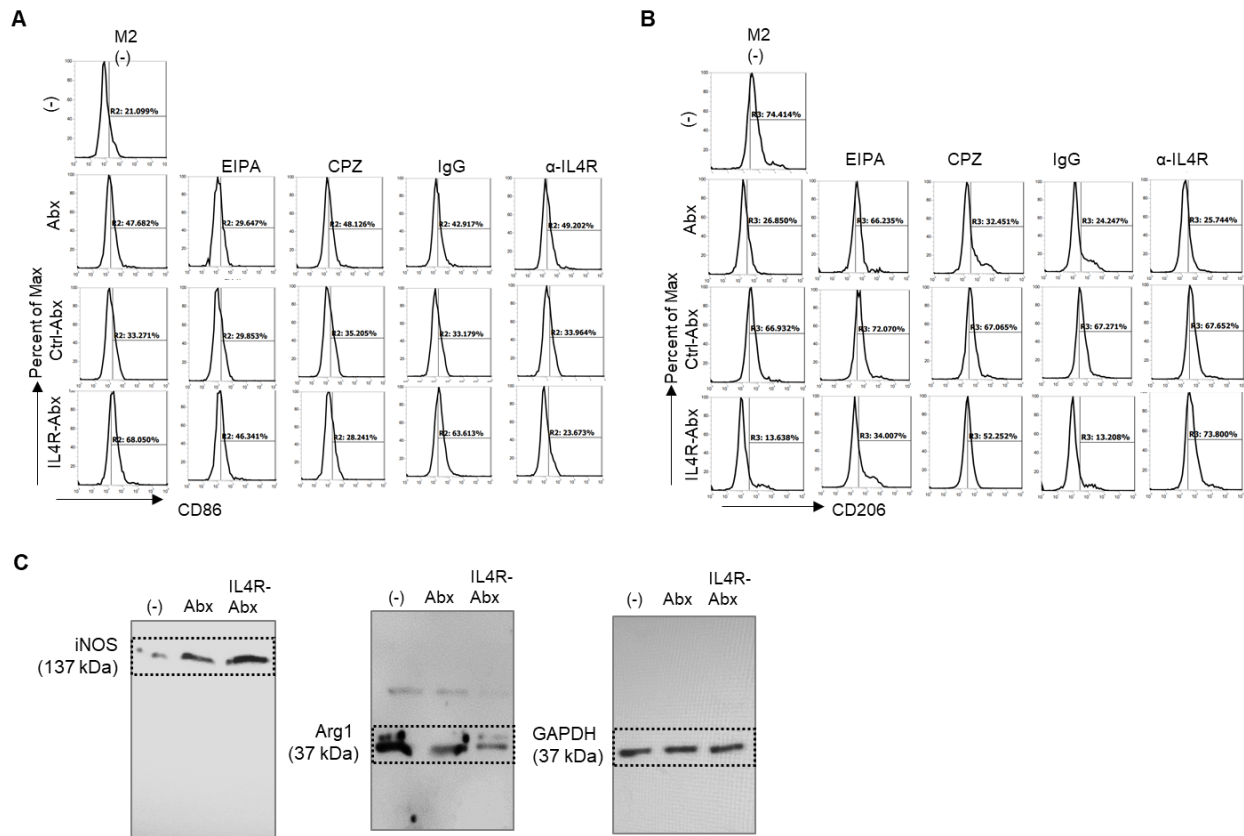 A
M2
(-)
(-)
R2: 21.099%
EIPA
CPZ
IgG
α-IL4R
Abx
R2: 47.682%
R2: 29.647%
R2: 48.126%
R2: 42.917%
R2: 49.202%
Percent of Max
Ctrl-Abx
R2: 33.271%
R2: 29.853%
R2: 35.205%
R2: 33.179%
R2: 33.964%
IL4R-Abx
R2: 68.050%
R2: 46.341%
R2: 28.241%
R2: 63.613%
R2: 23.673%
CD86
B
M2
(-)
(-)
R3: 74.414%
EIPA
CPZ
IgG
α-IL4R
Abx
R3: 26.850%
R3: 66.235%
R3: 32.451%
R3: 24.247%
R3: 25.744%
Percent of Max
Ctrl-Abx
R3: 66.932%
R3: 72.070%
R3: 67.065%
R3: 67.271%
R3: 67.652%
IL4R-Abx
R3: 13.638%
R3: 34.007%
R3: 52.252%
R3: 13.208%
R3: 73.800%
CD206
C
(-)
Abx
IL4R-
Abx
iNOS
(137 kDa)
(-)
Abx
IL4R-
Abx
Arg1
(37 kDa)
(-)
Abx
IL4R-
Abx
GAPDH
(37 kDa)